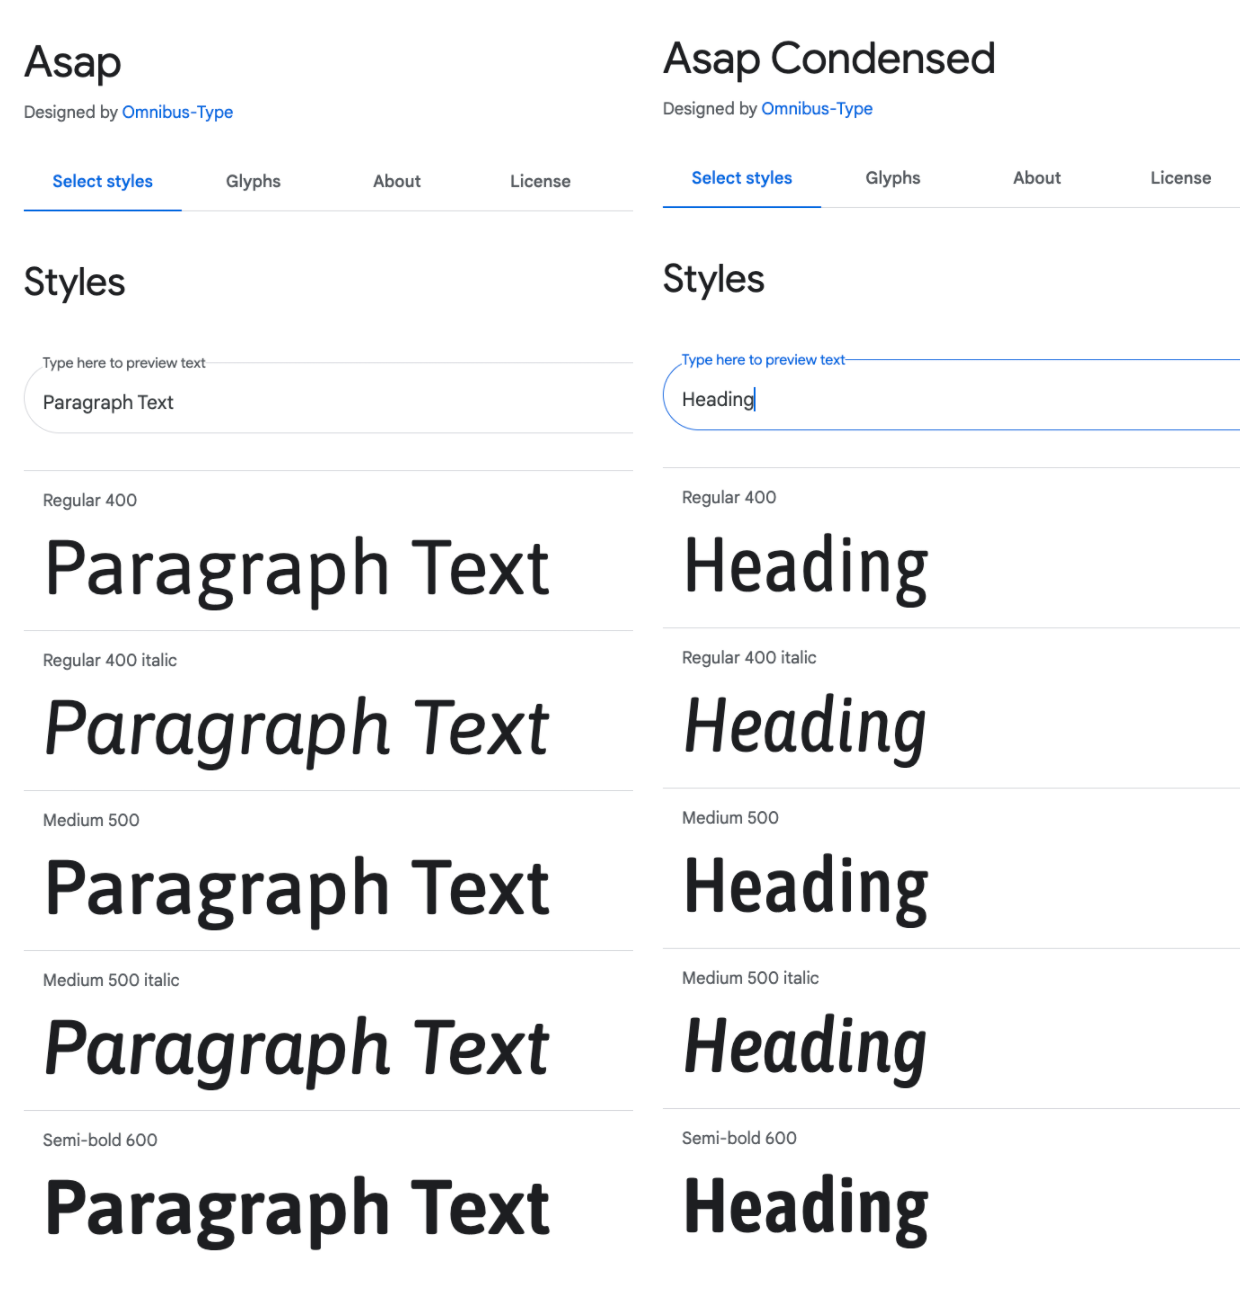 Asap
Designed by Omnibus-Type
Select styles Glyphs About License
Styles
Type here to preview text
Paragraph Text
Regular 400
Paragraph Text
Regular 400 italic
Paragraph Text
Medium 500
Paragraph Text
Medium 500 italic
Paragraph Text
Semi-bold 600
Paragraph Text
Asap Condensed
Designed by Omnibus-Type
Select styles Glyphs About License
Styles
Type here to preview text
Heading
Regular 400
Heading
Regular 400 italic
Heading
Medium 500
Heading
Medium 500 italic
Heading
Semi-bold 600
Heading